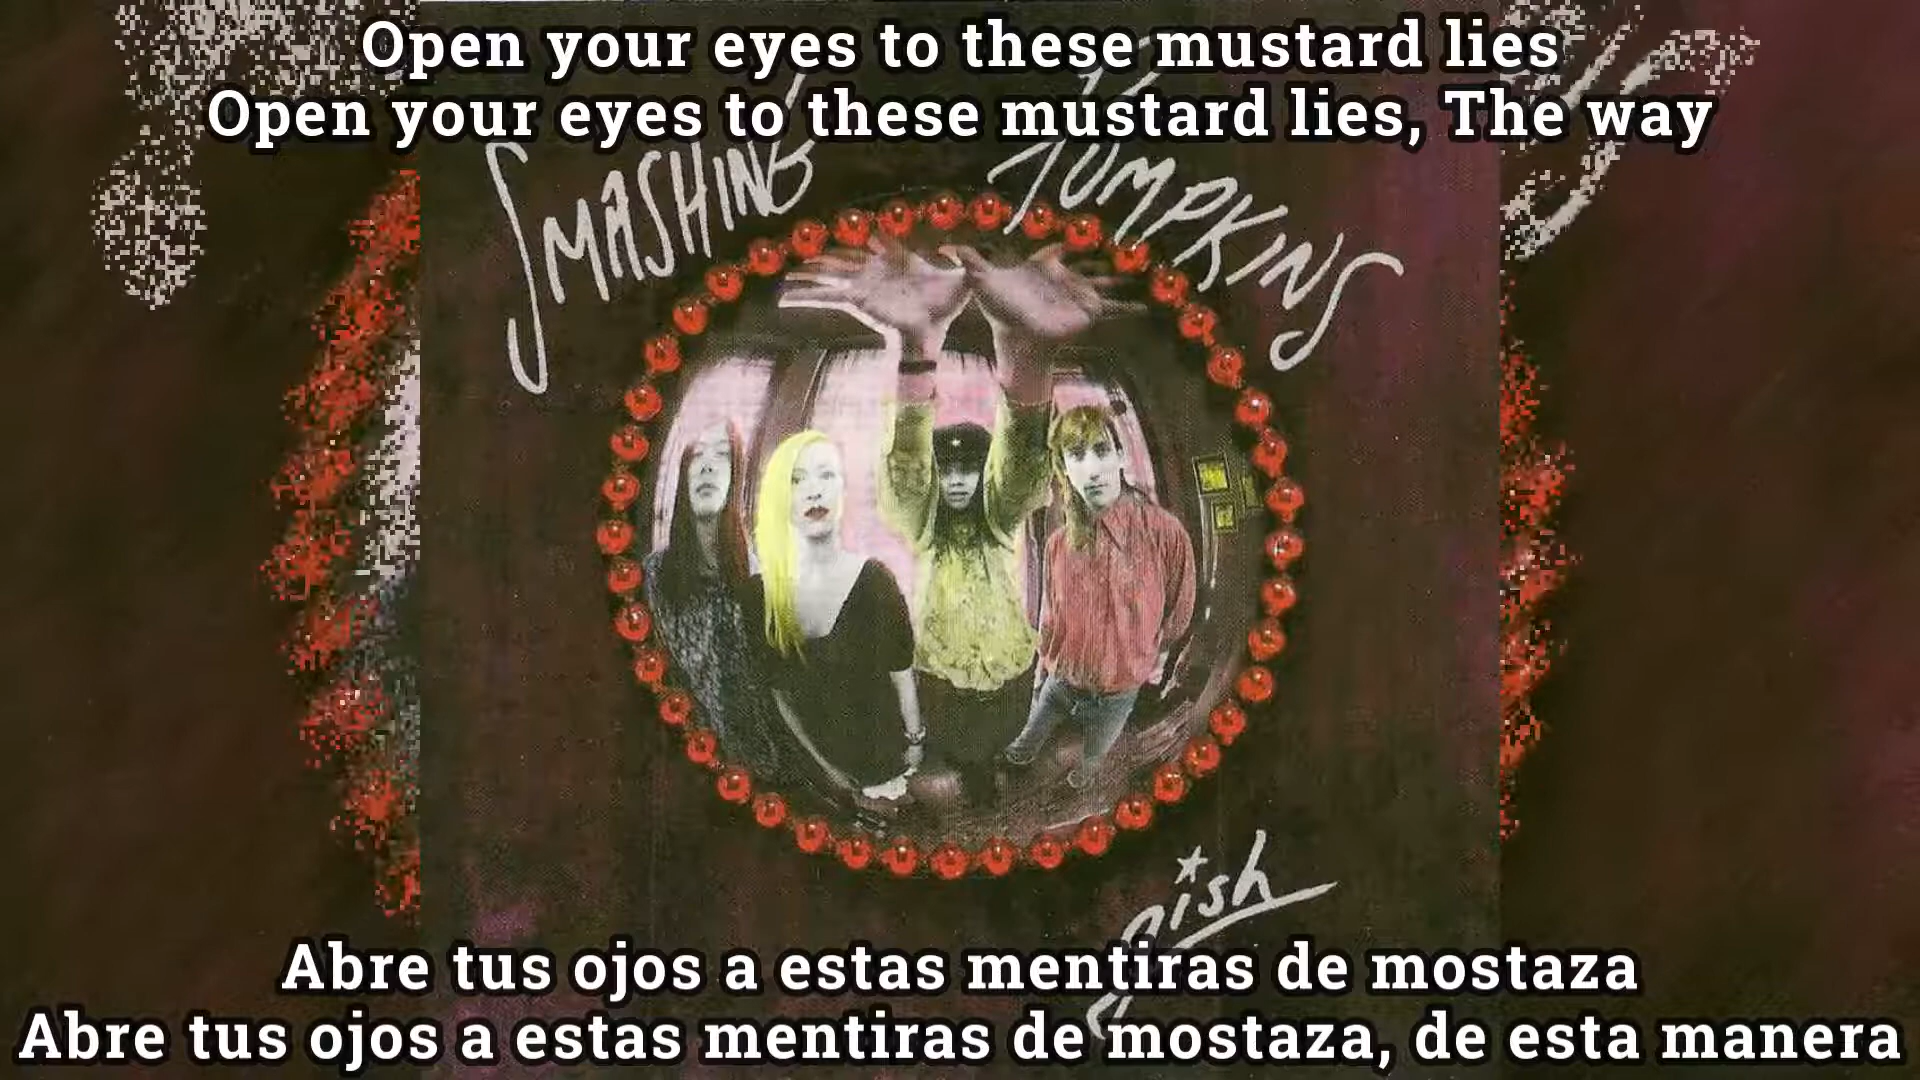 Open your eyes to these mustard lies
Open your eyes to these mustard lies, The way
SMASHING PUMPKINS
ish
Abre tus ojos a estas mentiras de mostaza
Abre tus ojos a estas mentiras de mostaza, de esta manera